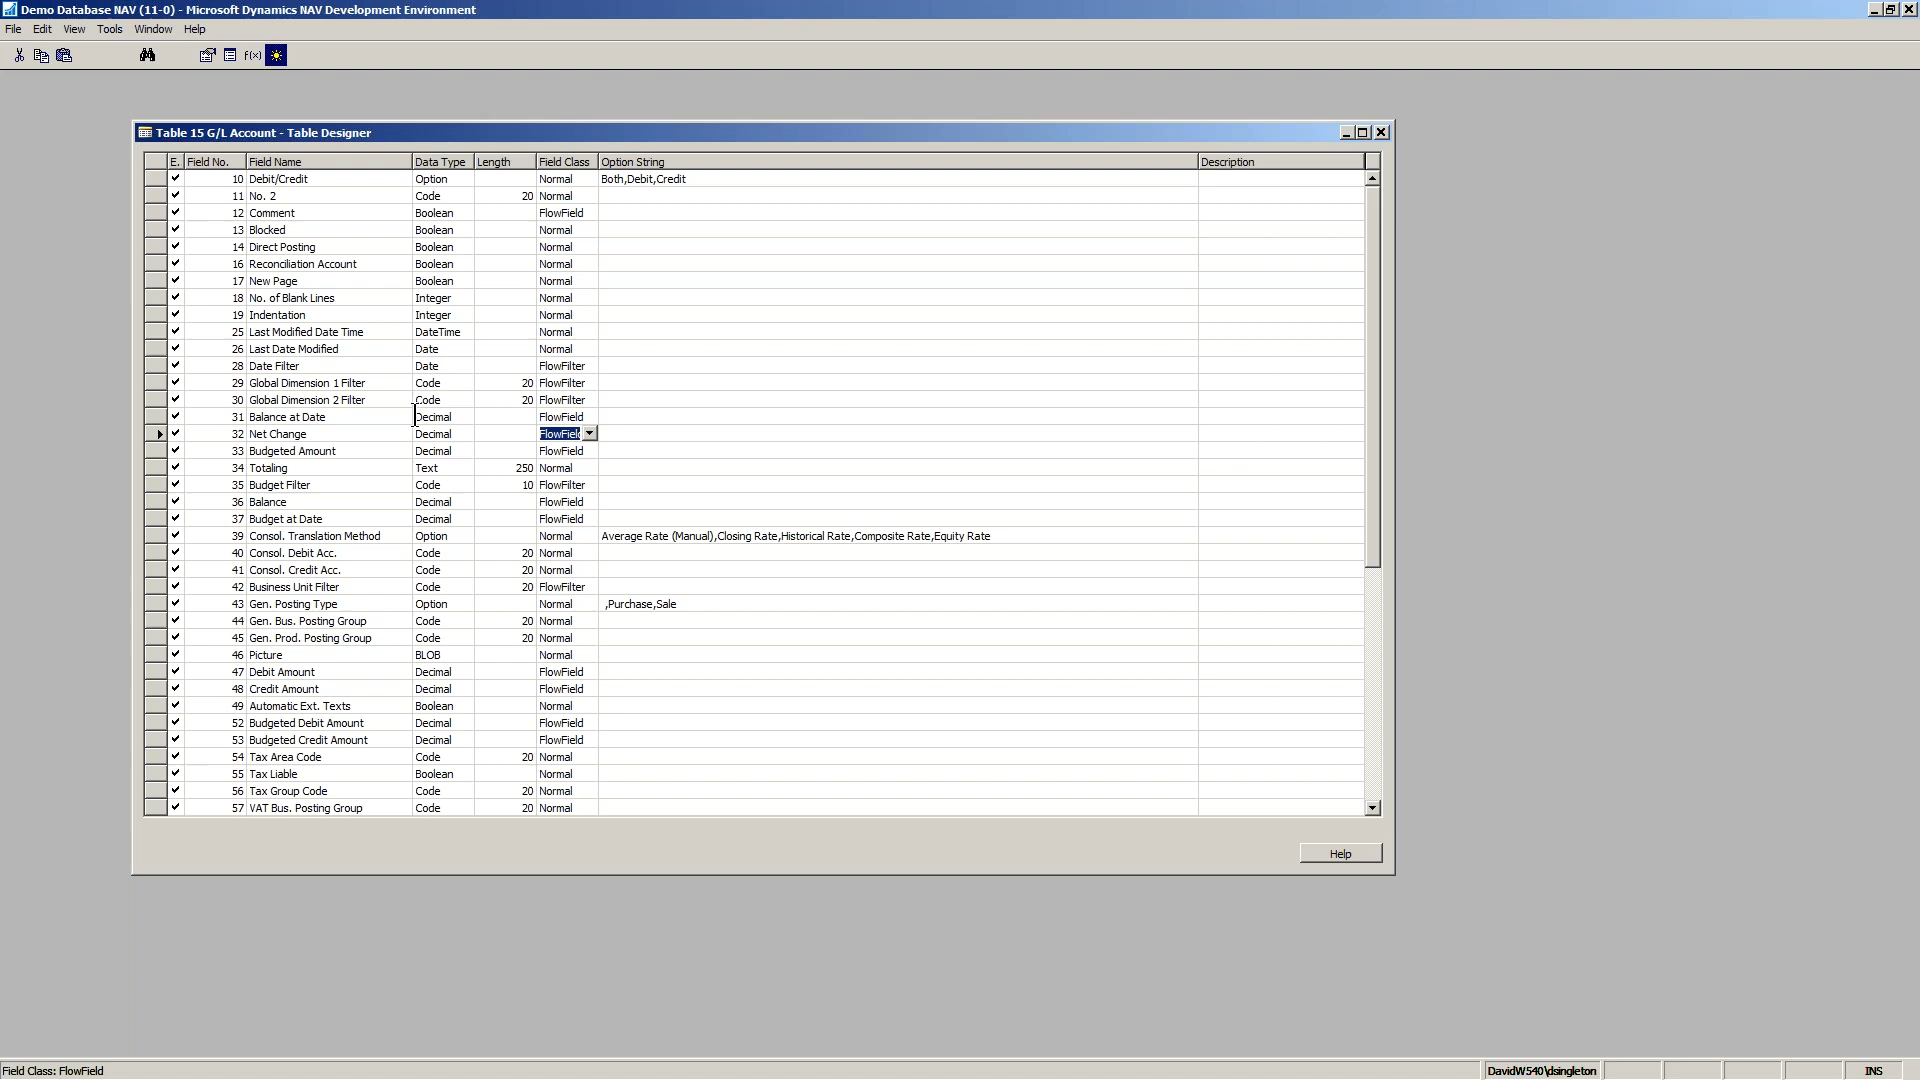 Demo Database NAV (11-0) - Microsoft Dynamics NAV Development Environment
File Edit View Tools Window Help
f(x)
Table 15 G/L Account - Table Designer
E. Field No. Field Name Data Type Length Field Class Option String Description
10 Debit/Credit Option Normal Both,Debit,Credit
11 No. 2 Code 20 Normal
12 Comment Boolean FlowField
13 Blocked Boolean Normal
14 Direct Posting Boolean Normal
16 Reconciliation Account Boolean Normal
17 New Page Boolean Normal
18 No. of Blank Lines Integer Normal
19 Indentation Integer Normal
25 Last Modified Date Time DateTime Normal
26 Last Date Modified Date Normal
28 Date Filter Date FlowFilter
29 Global Dimension 1 Filter Code 20 FlowFilter
30 Global Dimension 2 Filter Code 20 FlowFilter
31 Balance at Date Decimal FlowField
32 Net Change Decimal FlowField
33 Budgeted Amount Decimal FlowField
34 Totaling Text 250 Normal
35 Budget Filter Code 10 FlowFilter
36 Balance Decimal FlowField
37 Budget at Date Decimal FlowField
39 Consol. Translation Method Option Normal Average Rate (Manual),Closing Rate,Historical Rate,Composite Rate,Equity Rate
40 Consol. Debit Acc. Code 20 Normal
41 Consol. Credit Acc. Code 20 Normal
42 Business Unit Filter Code 20 FlowFilter
43 Gen. Posting Type Option Normal ,Purchase,Sale
44 Gen. Bus. Posting Group Code 20 Normal
45 Gen. Prod. Posting Group Code 20 Normal
46 Picture BLOB Normal
47 Debit Amount Decimal FlowField
48 Credit Amount Decimal FlowField
49 Automatic Ext. Texts Boolean Normal
52 Budgeted Debit Amount Decimal FlowField
53 Budgeted Credit Amount Decimal FlowField
54 Tax Area Code Code 20 Normal
55 Tax Liable Boolean Normal
56 Tax Group Code Code 20 Normal
57 VAT Bus. Posting Group Code 20 Normal
Help
Field Class: FlowField DavidW540\dsingleton INS